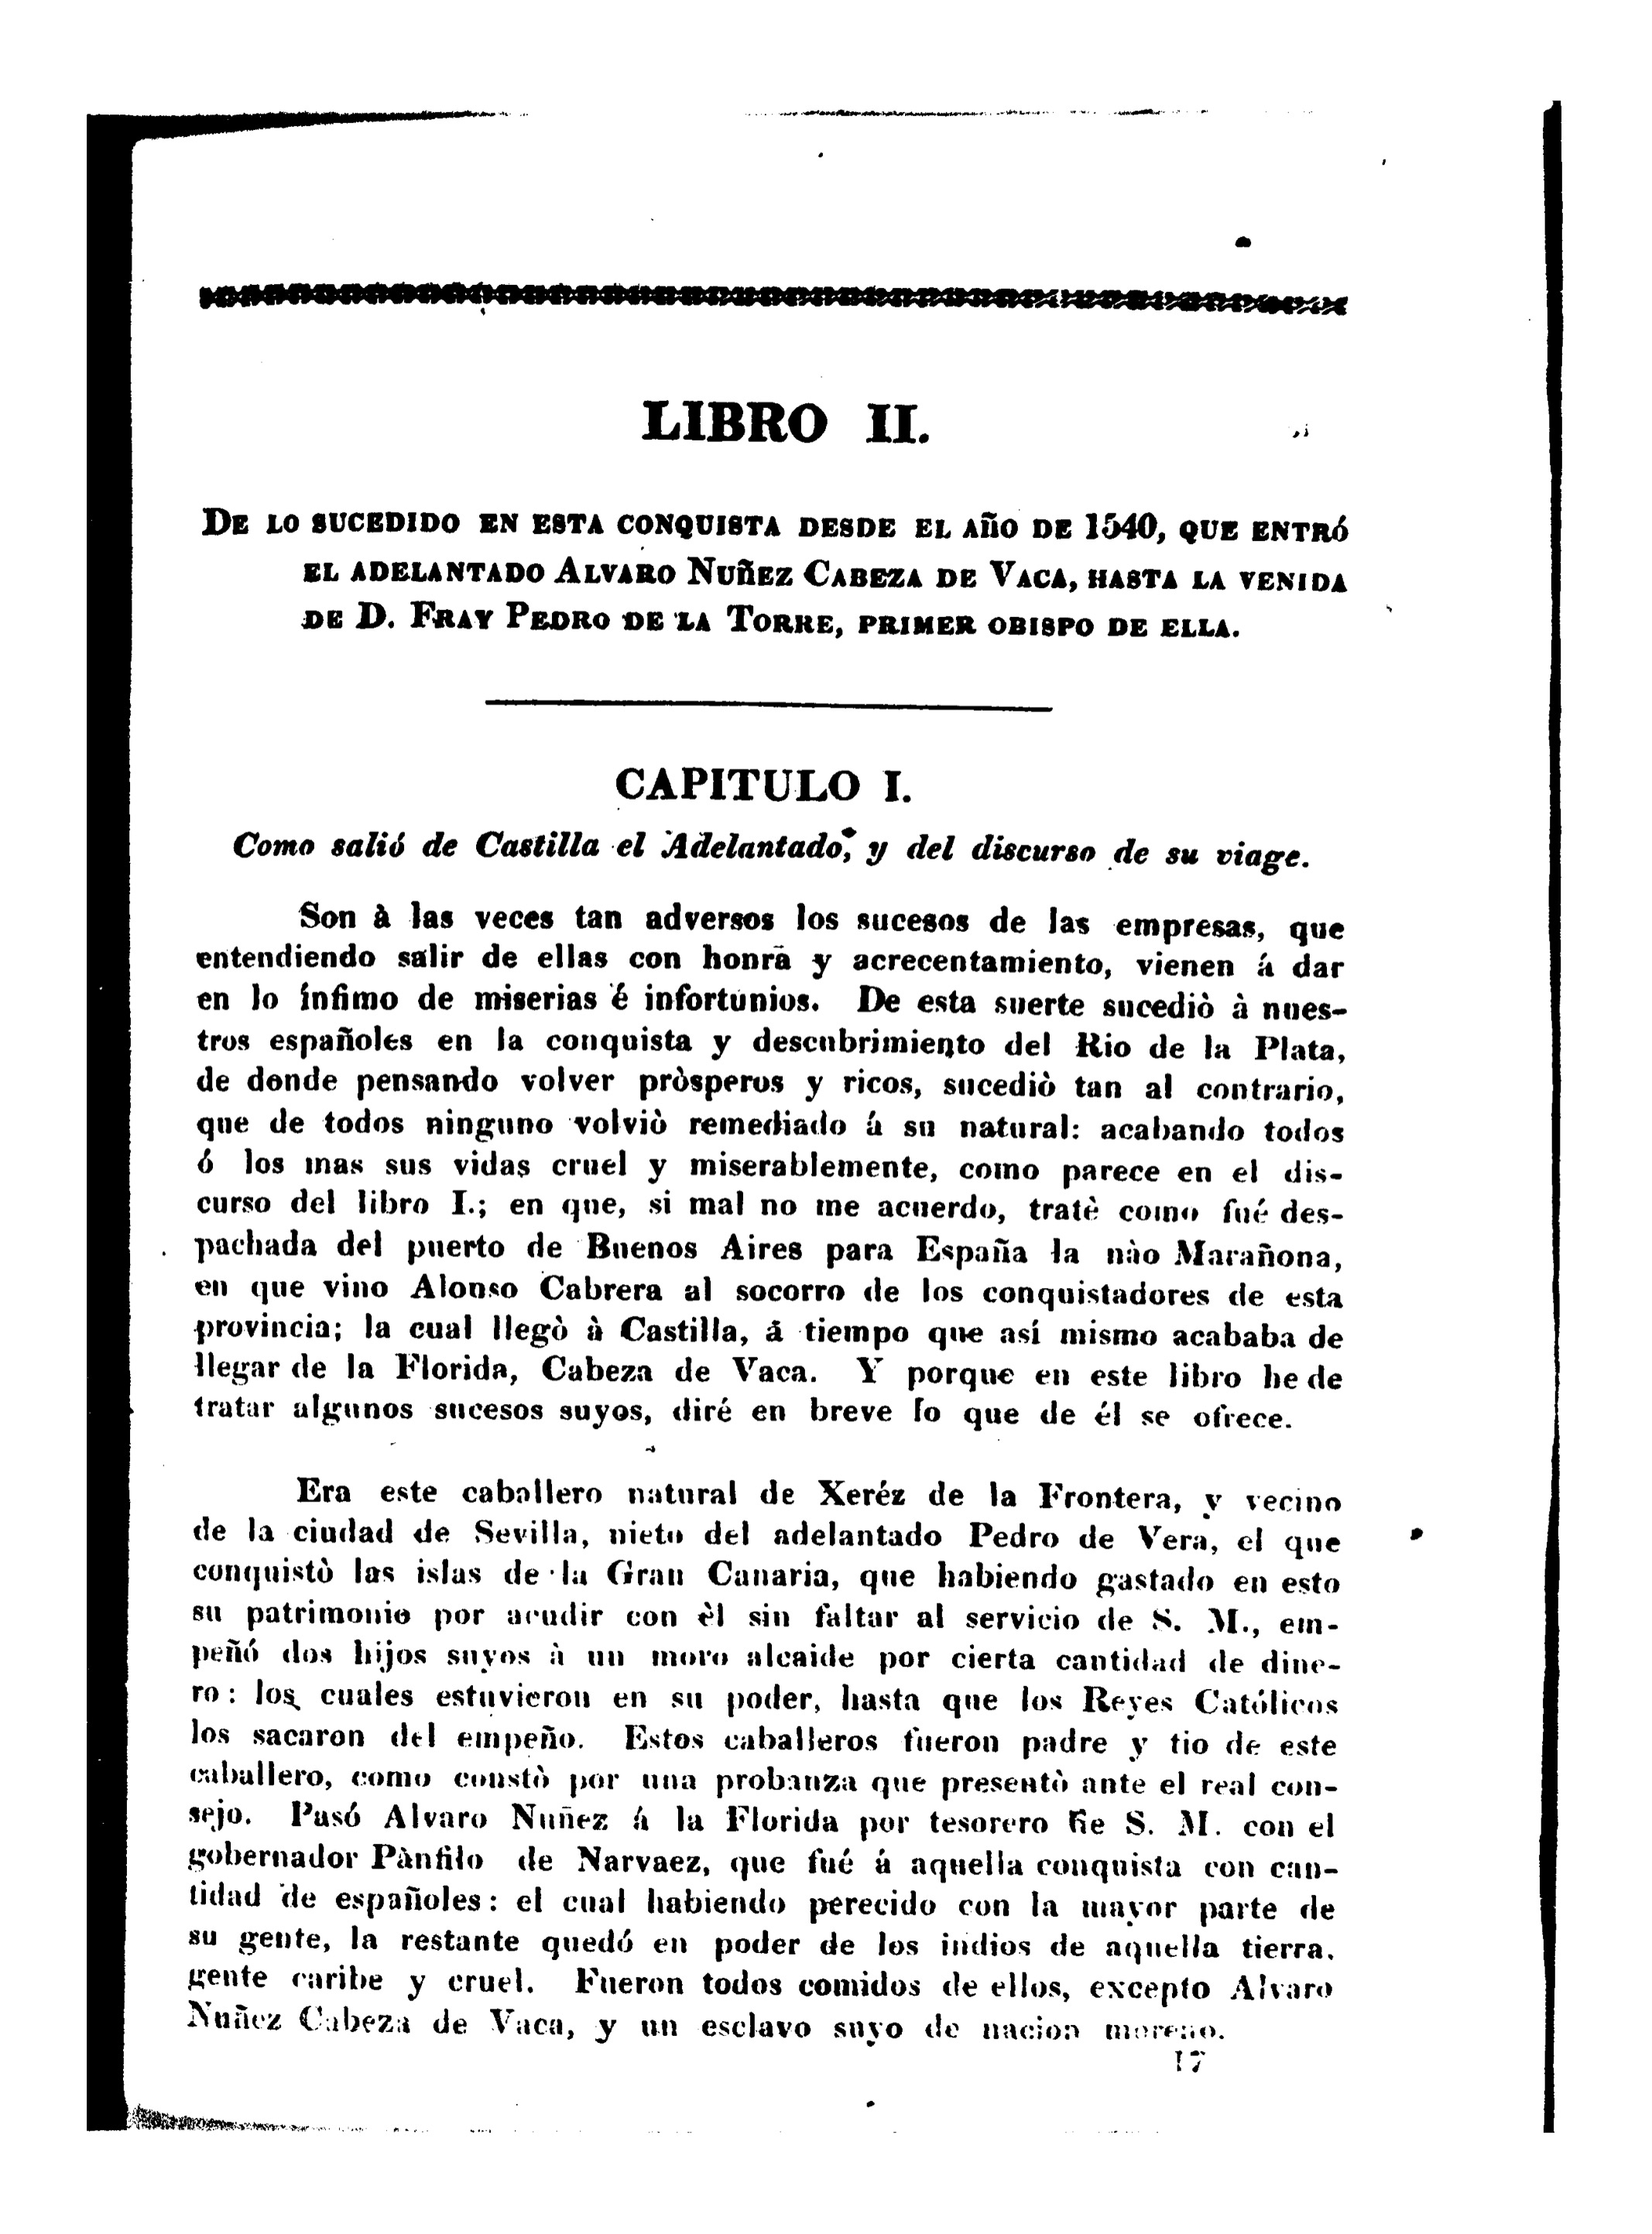 LIBRO II.
DE LO SUCEDIDO EN ESTA CONQUISTA DESDE EL AÑO DE 1540, QUE ENTRÓ
EL ADELANTADO ALVARO NUÑEZ CABEZA DE VACA, HASTA LA VENIDA
DE D. FRAY PEDRO DE LA TORRE, PRIMER OBISPO DE ELLA.
CAPITULO I.
Como salió de Castilla el Adelantado, y del discurso de su viage.
Son à las veces tan adversos los sucesos de las empresas, que
entendiendo salir de ellas con honra y acrecentamiento, vienen á dar
en lo ínfimo de miserias é infortunios. De esta suerte sucediò à nues-
tros españoles en la conquista y descubrimiento del Rio de la Plata,
de donde pensando volver pròsperos y ricos, sucediò tan al contrario,
que de todos ninguno volviò remediado á su natural: acabando todos
ó los mas sus vidas cruel y miserablemente, como parece en el dis-
curso del libro I.; en que, si mal no me acuerdo, tratè como fué des-
pachada del puerto de Buenos Aires para España la nào Marañona,
en que vino Alonso Cabrera al socorro de los conquistadores de esta
provincia; la cual llegò à Castilla, á tiempo que así mismo acababa de
llegar de la Florida, Cabeza de Vaca. Y porque en este libro he de
tratar algunos sucesos suyos, diré en breve lo que de él se ofrece.
Era este caballero natural de Xeréz de la Frontera, y vecino
de la ciudad de Sevilla, nieto del adelantado Pedro de Vera, el que
conquistò las islas de la Gran Canaria, que habiendo gastado en esto
su patrimonio por acudir con èl sin faltar al servicio de S. M., em-
peñó dos hijos suyos à un moro alcaide por cierta cantidad de dine-
ro: los cuales estuvieron en su poder, hasta que los Reyes Católicos
los sacaron del empeño. Estos caballeros fueron padre y tio de este
caballero, como constò por una probanza que presentò ante el real con-
sejo. Pasó Alvaro Nuñez á la Florida por tesorero de S. M. con el
gobernador Pànfilo de Narvaez, que fué á aquella conquista con can-
tidad de españoles: el cual habiendo perecido con la mayor parte de
su gente, la restante quedó en poder de los indios de aquella tierra,
gente caribe y cruel. Fueron todos comidos de ellos, excepto Alvaro
Nuñez Cabeza de Vaca, y un esclavo suyo de nacion moreno.
17